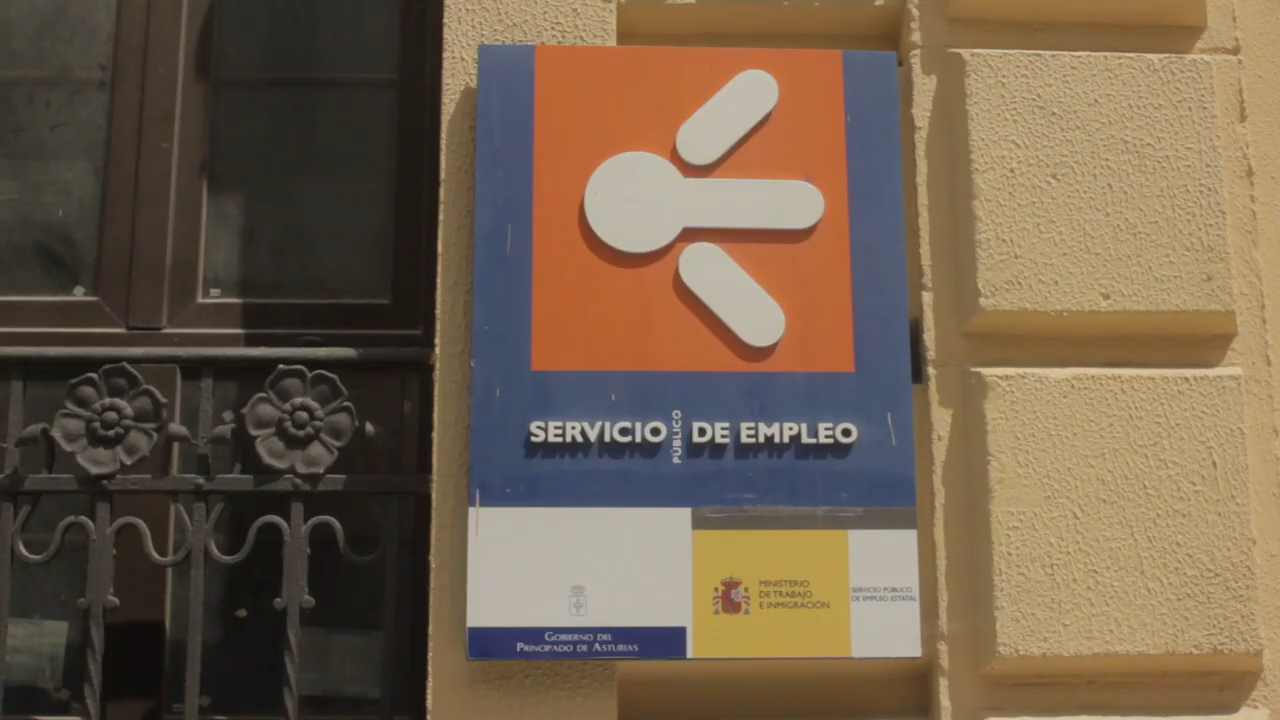 SERVICIO PÚBLICO DE EMPLEO
GOBIERNO DEL
PRINCIPADO DE ASTURIAS
MINISTERIO
DE TRABAJO
E INMIGRACIÓN
SERVICIO PÚBLICO
DE EMPLEO ESTATAL